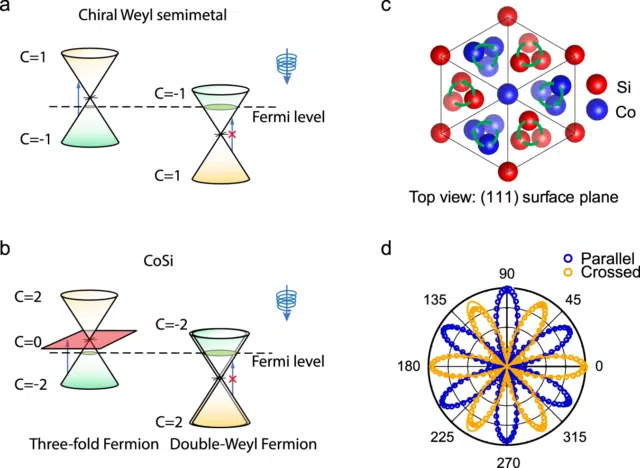 a
Chiral Weyl semimetal
C=1
C=-1
C=-1
Fermi level
C=1
b
CoSi
C=2
C=0
C=-2
C=-2
Fermi level
C=2
Three-fold Fermion
Double-Weyl Fermion
c
Si
Co
Top view: (111) surface plane
d
Parallel
Crossed
90
135
45
180
0
225
315
270